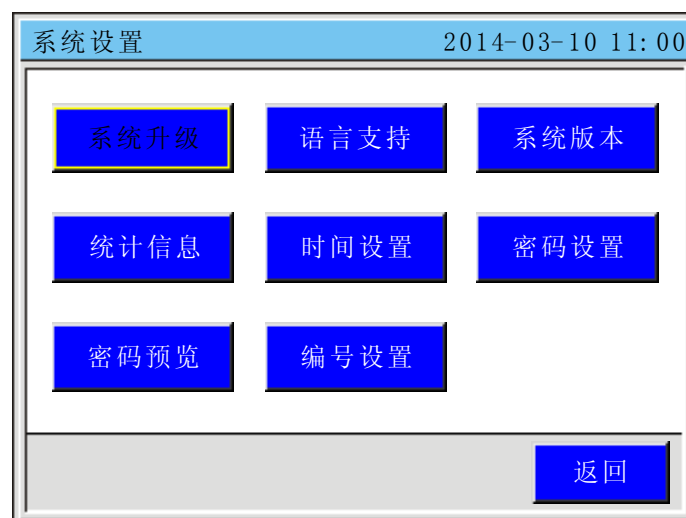 系统设置 2014-03-10 11:00
系统升级 语言支持 系统版本
统计信息 时间设置 密码设置
密码预览 编号设置
返回